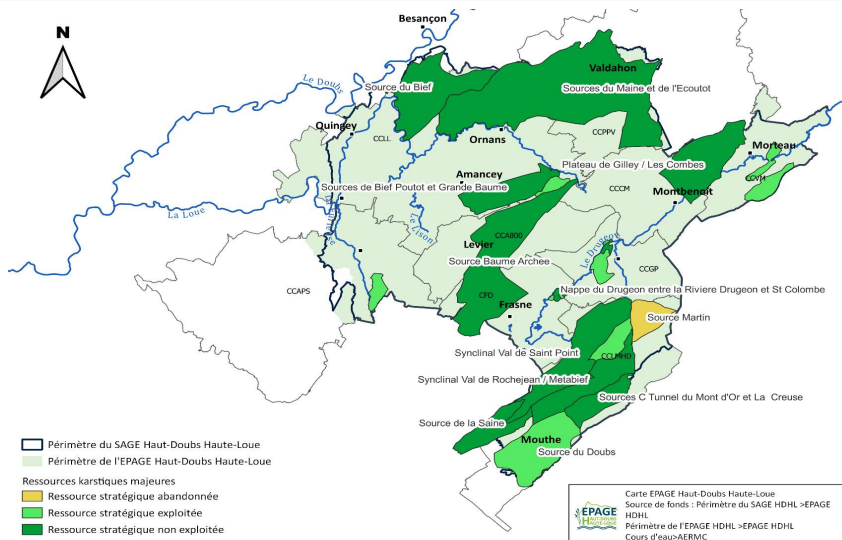 Besançon
N
Valdahon
Le Doubs
Source du Bief
Sources du Maine et de l'Ecoutot
Quingey
CCLL
Ornans
CCPPV
Morteau
Plateau de Gilley / Les Combes
Amancey
CCVM
Sources de Bief Poutot et Grande Baume
CCCM
Montbenoit
La Loue
Le Lison
CCA800
Levier
Le Drugeon
Source Baume Archee
CCGP
CCAPS
Nappe du Drugeon entre la Riviere Drugeon et St Colombe
CFD
Frasne
Source Martin
Synclinal Val de Saint Point
CCLMHD
Synclinal Val de Rochejean / Metabief
Sources C Tunnel du Mont d'Or et La Creuse
Source de la Saine
Mouthe
Source du Doubs
Périmètre du SAGE Haut-Doubs Haute-Loue
Périmètre de l'EPAGE Haut-Doubs Haute-Loue
Ressources karstiques majeures
Ressource stratégique abandonnée
Ressource stratégique exploitée
Ressource stratégique non exploitée
EPAGE
HAUT-DOUBS
HAUTE-LOUE
Carte EPAGE Haut-Doubs Haute-Loue
Source de fonds : Périmètre du SAGE HDHL >EPAGE
HDHL
Périmètre de l'EPAGE HDHL >EPAGE HDHL
Cours d'eau>AERMC